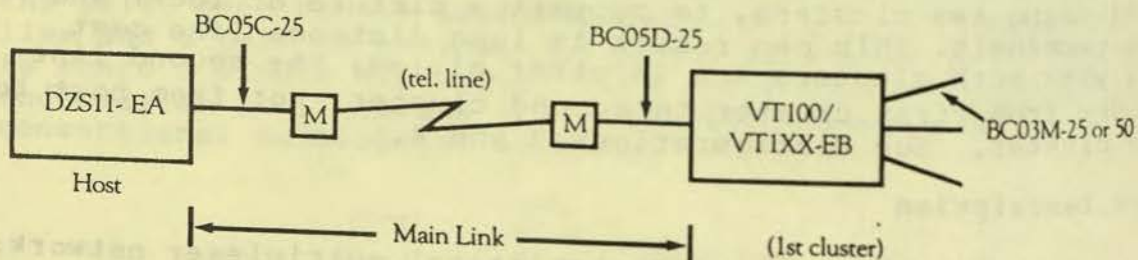 BC05C-25
BC05D-25
DZS11- EA
(tel. line)
M
M
VT100/
VT1XX-EB
BC03M-25 or 50
Host
Main Link
(1st cluster)